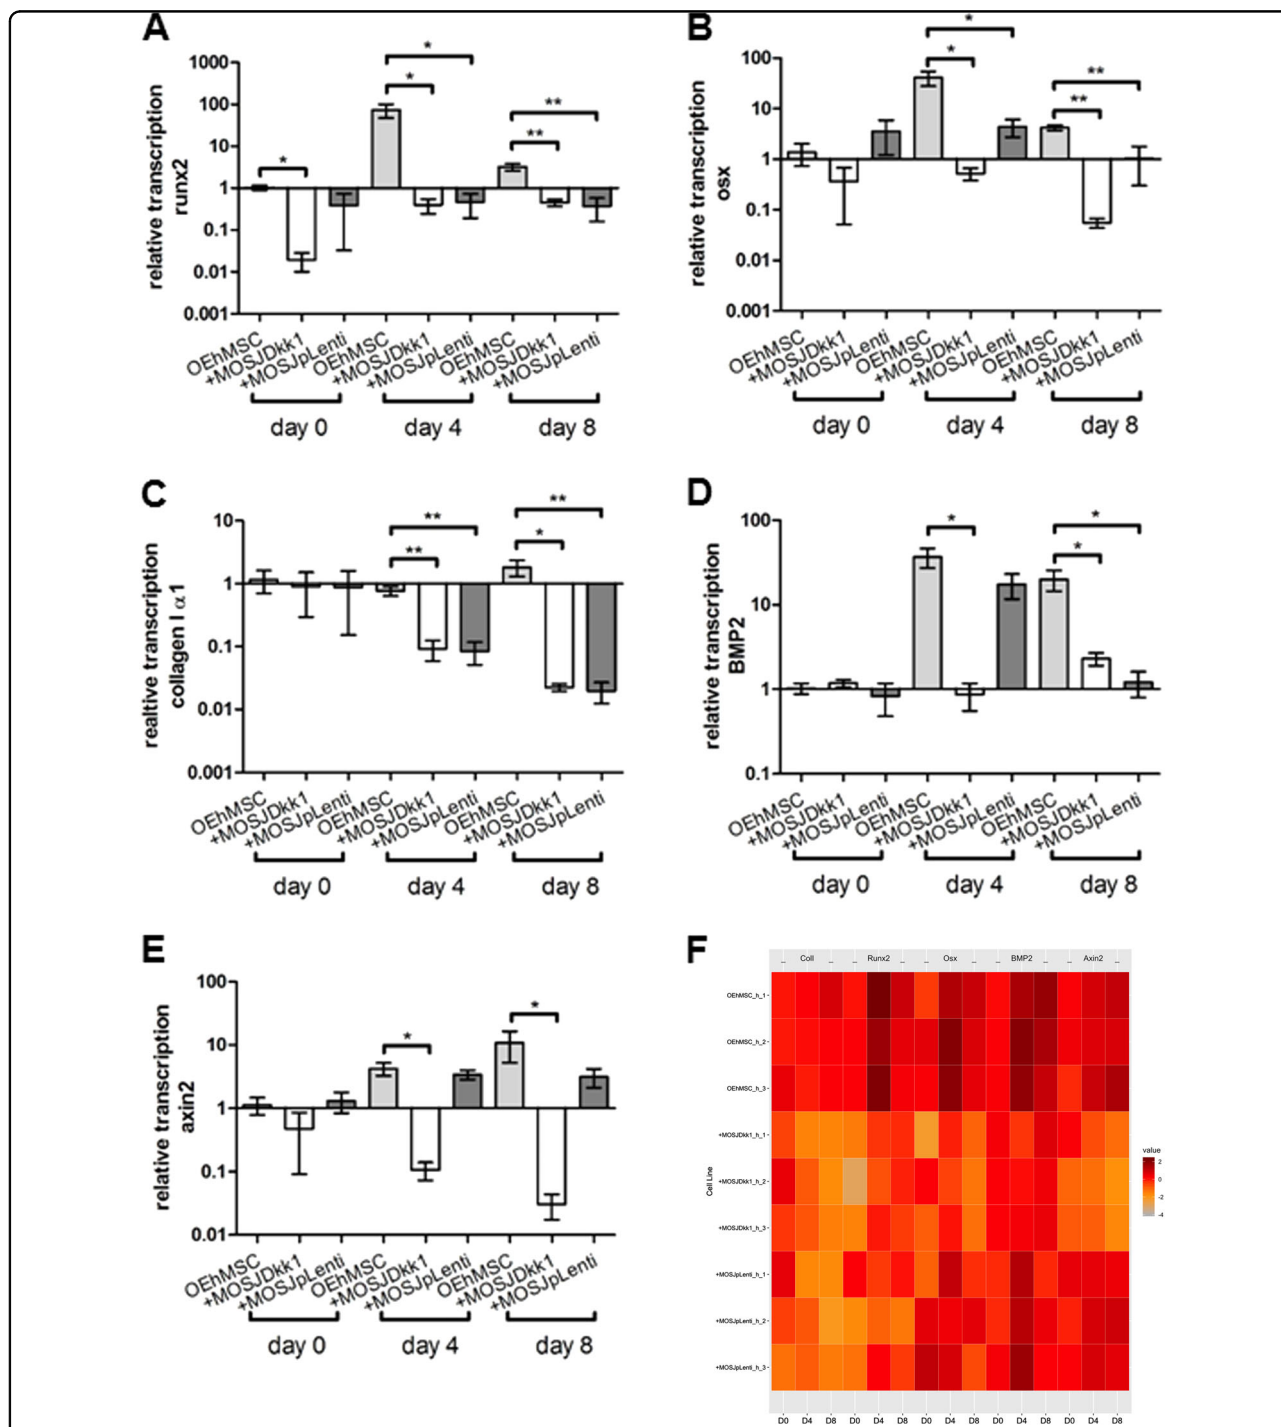 A
relative transcription
runx2
1000
100
10
1
0.1
0.01
0.001
*
*
*
**
**
OEhMSC
+MOSJDkk1
+MOSJpLenti
OEhMSC
+MOSJDkk1
+MOSJpLenti
OEhMSC
+MOSJDkk1
+MOSJpLenti
day 0
day 4
day 8
B
relative transcription
osx
100
10
1
0.1
0.01
0.001
*
*
**
**
OEhMSC
+MOSJDkk1
+MOSJpLenti
OEhMSC
+MOSJDkk1
+MOSJpLenti
OEhMSC
+MOSJDkk1
+MOSJpLenti
day 0
day 4
day 8
C
realtive transcription
collagen I α1
10
1
0.1
0.01
0.001
**
**
**
*
OEhMSC
+MOSJDkk1
+MOSJpLenti
OEhMSC
+MOSJDkk1
+MOSJpLenti
OEhMSC
+MOSJDkk1
+MOSJpLenti
day 0
day 4
day 8
D
relative transcription
BMP2
100
10
1
0.1
*
*
*
OEhMSC
+MOSJDkk1
+MOSJpLenti
OEhMSC
+MOSJDkk1
+MOSJpLenti
OEhMSC
+MOSJDkk1
+MOSJpLenti
day 0
day 4
day 8
E
relative transcription
axin2
100
10
1
0.1
0.01
*
*
OEhMSC
+MOSJDkk1
+MOSJpLenti
OEhMSC
+MOSJDkk1
+MOSJpLenti
OEhMSC
+MOSJDkk1
+MOSJpLenti
day 0
day 4
day 8
F
_ ColI _ _ Runx2 _ _ Osx _ _ BMP2 _ _ Axin2 _
Cell Line
OEhMSC_h_1
OEhMSC_h_2
OEhMSC_h_3
+MOSJDkk1_h_1
+MOSJDkk1_h_2
+MOSJDkk1_h_3
+MOSJpLenti_h_1
+MOSJpLenti_h_2
+MOSJpLenti_h_3
D0 D4 D8 D0 D4 D8 D0 D4 D8 D0 D4 D8 D0 D4 D8
value
2
0
-2
-4